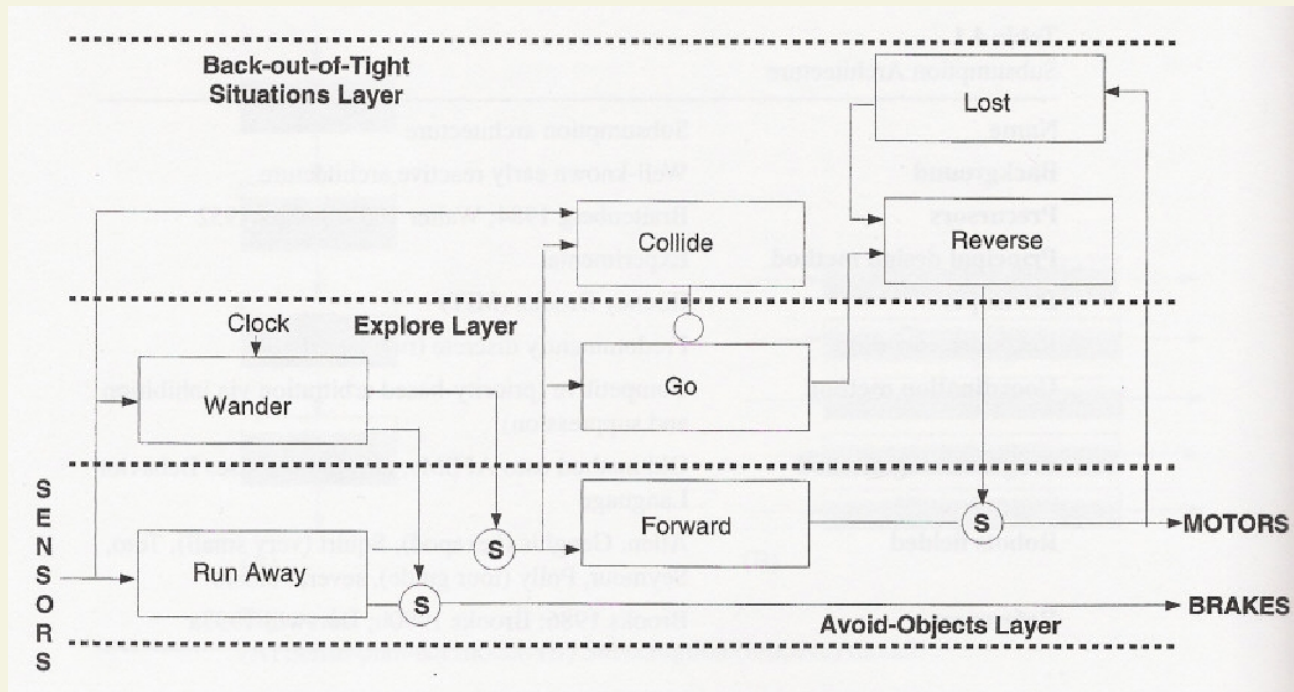 Back-out-of-Tight
Situations Layer
Lost
Collide
Reverse
Clock
Explore Layer
Wander
Go
SENSORS
Run Away
S
S
Forward
S
MOTORS
BRAKES
Avoid-Objects Layer